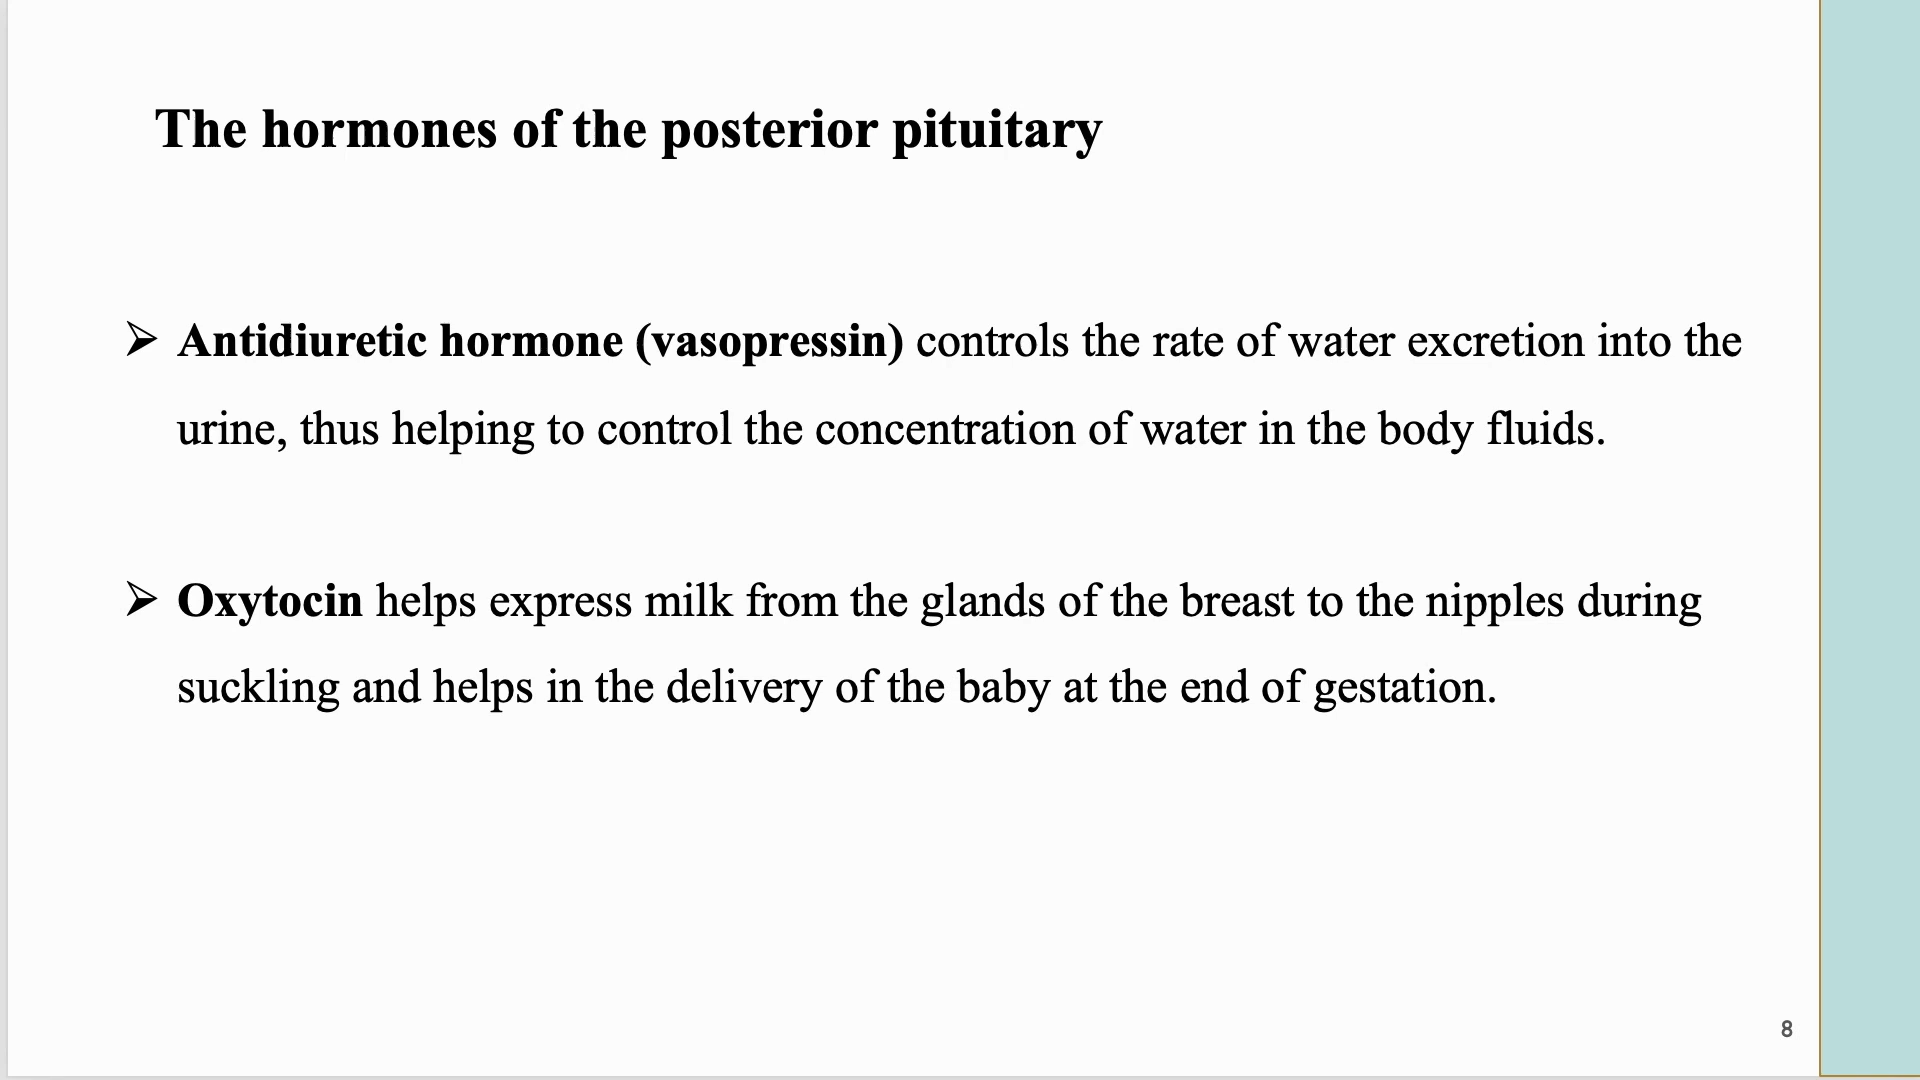 The hormones of the posterior pituitary
➢ Antidiuretic hormone (vasopressin) controls the rate of water excretion into the
urine, thus helping to control the concentration of water in the body fluids.
➢ Oxytocin helps express milk from the glands of the breast to the nipples during
suckling and helps in the delivery of the baby at the end of gestation.
8